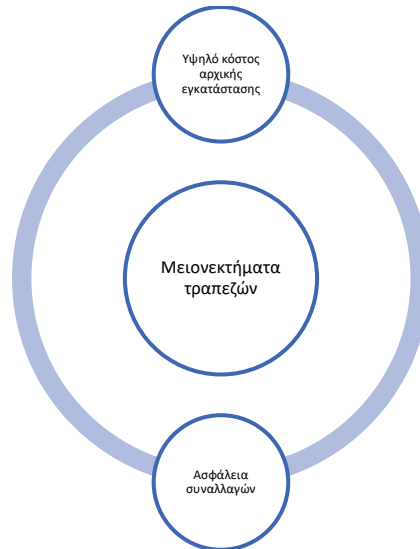 Υψηλό κόστος
αρχικής
εγκατάστασης
Μειονεκτήματα
τραπεζών
Ασφάλεια
συναλλαγών